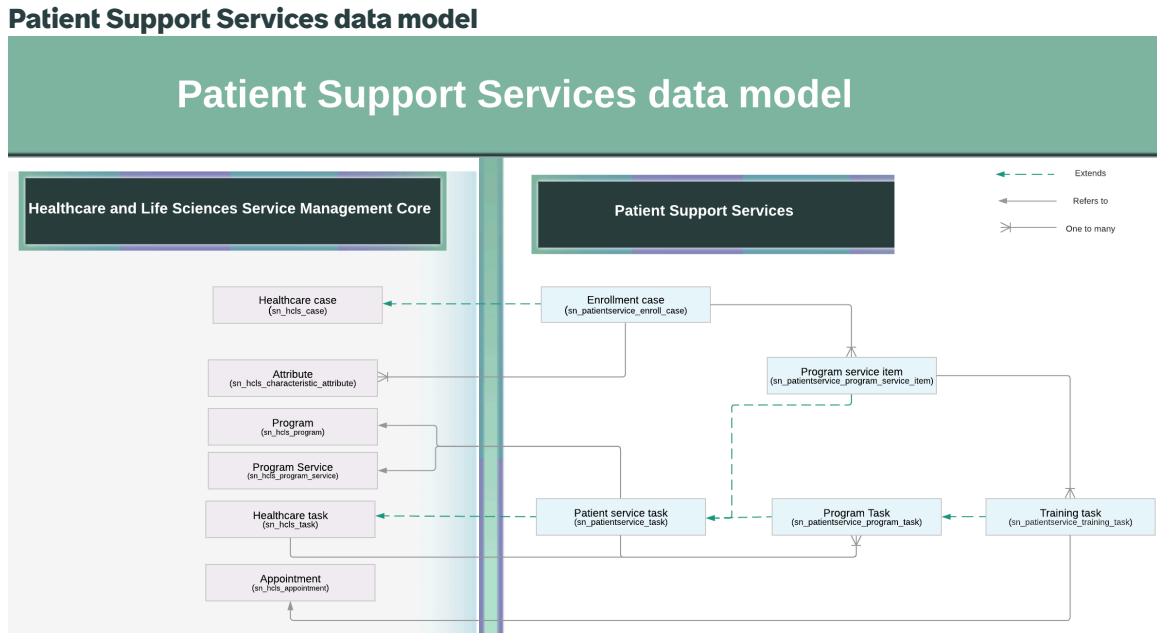 Patient Support Services data model
Patient Support Services data model
Healthcare and Life Sciences Service Management Core
Patient Support Services
Extends
Refers to
One to many
Healthcare case
(sn_hcls_case)
Enrollment case
(sn_patientservice_enroll_case)
Attribute
(sn_hcls_characteristic_attribute)
Program service item
(sn_patientservice_program_service_item)
Program
(sn_hcls_program)
Program Service
(sn_hcls_program_service)
Healthcare task
(sn_hcls_task)
Patient service task
(sn_patientservice_task)
Program Task
(sn_patientservice_program_task)
Training task
(sn_patientservice_training_task)
Appointment
(sn_hcls_appointment)